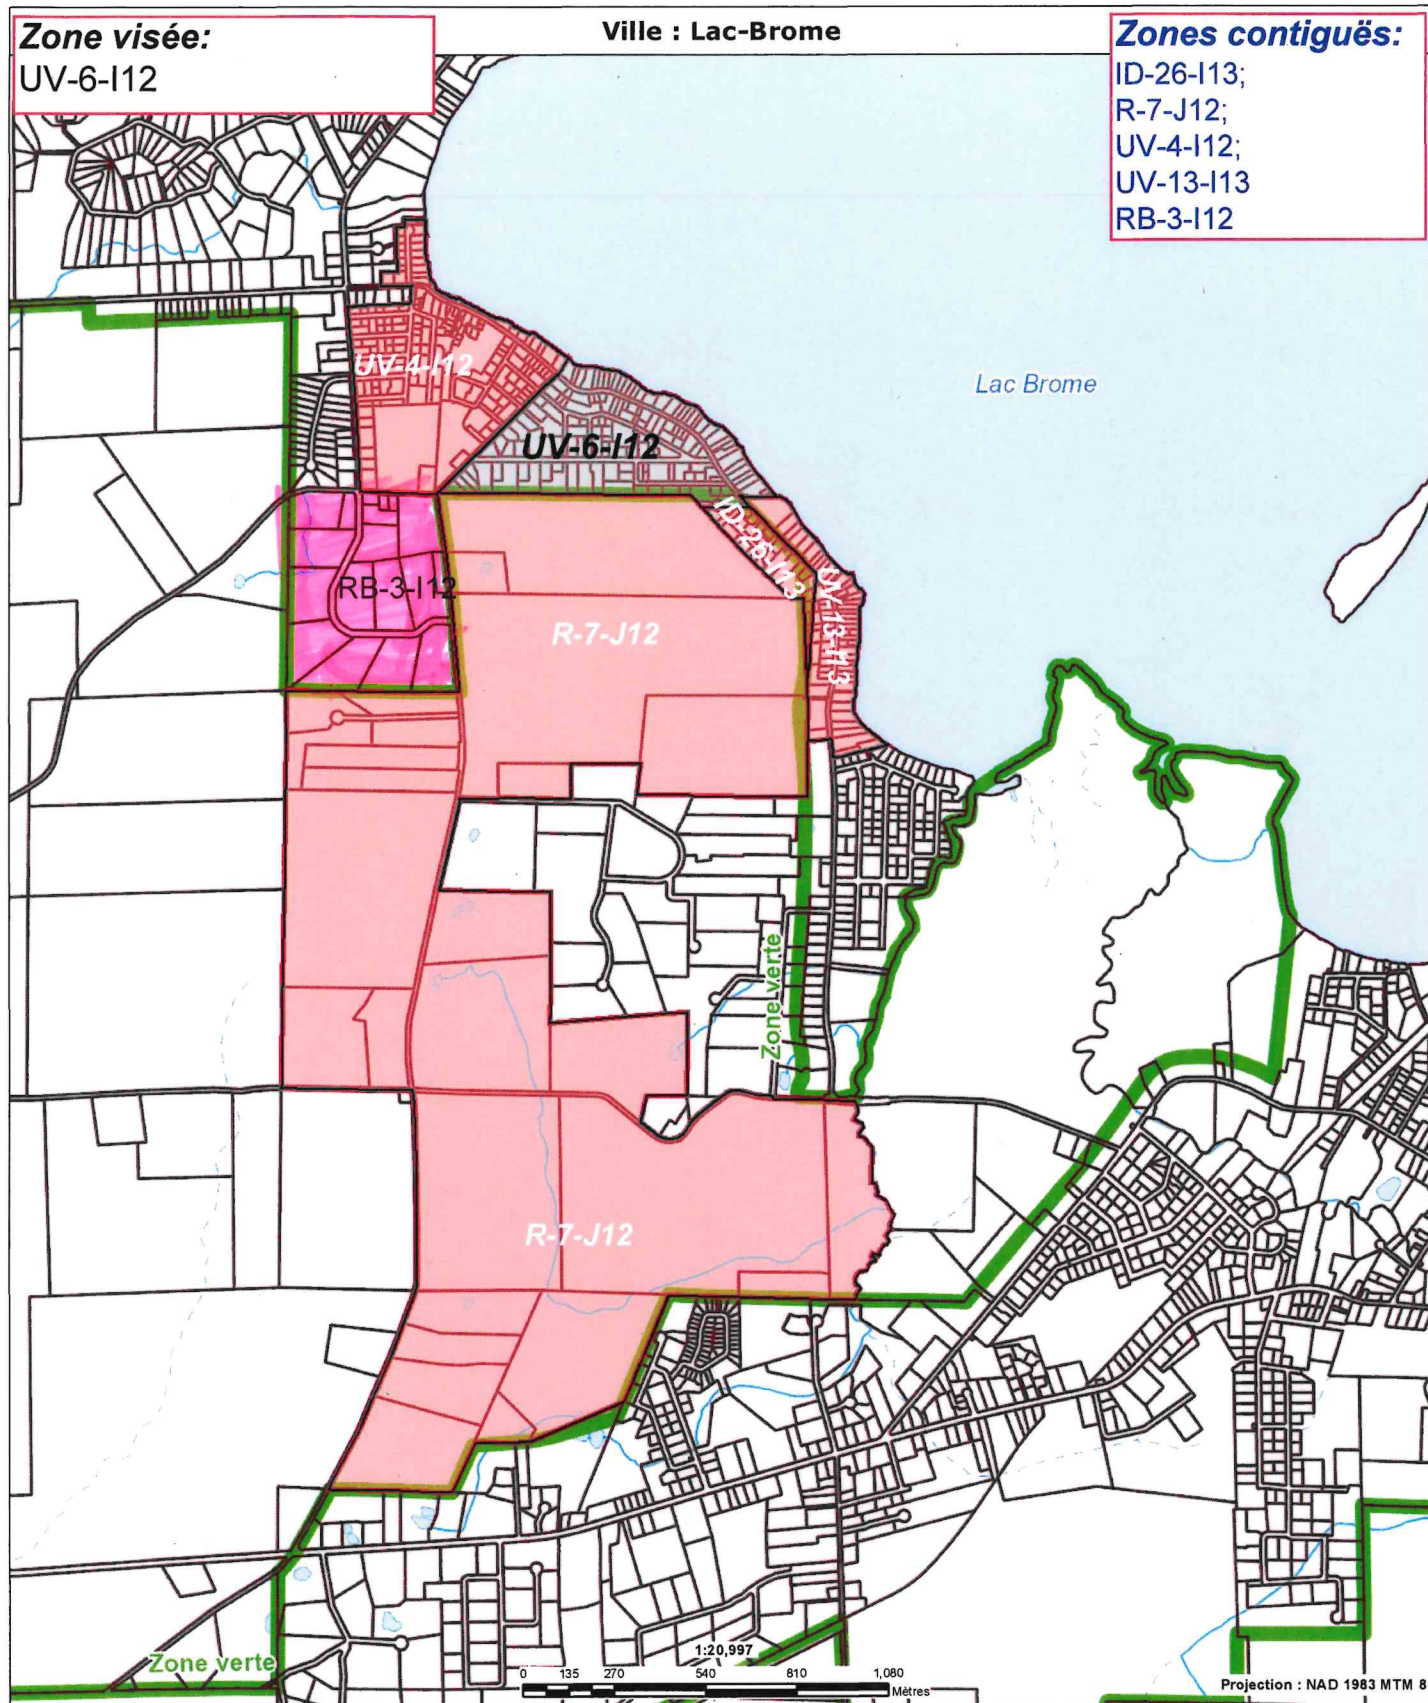 Zone visée:
UV-6-I12
Ville : Lac-Brome
Zones contiguës:
ID-26-I13;
R-7-J12;
UV-4-I12;
UV-13-I13
RB-3-I12
UV-4-I12
Lac Brome
UV-6-I12
ID-26-I13
UV-13-I13
RB-3-I12
R-7-J12
Zone verte
R-7-J12
Zone verte
1:20,997
0 135 270 540 810 1,080
Mètres
Projection : NAD 1983 MTM 8